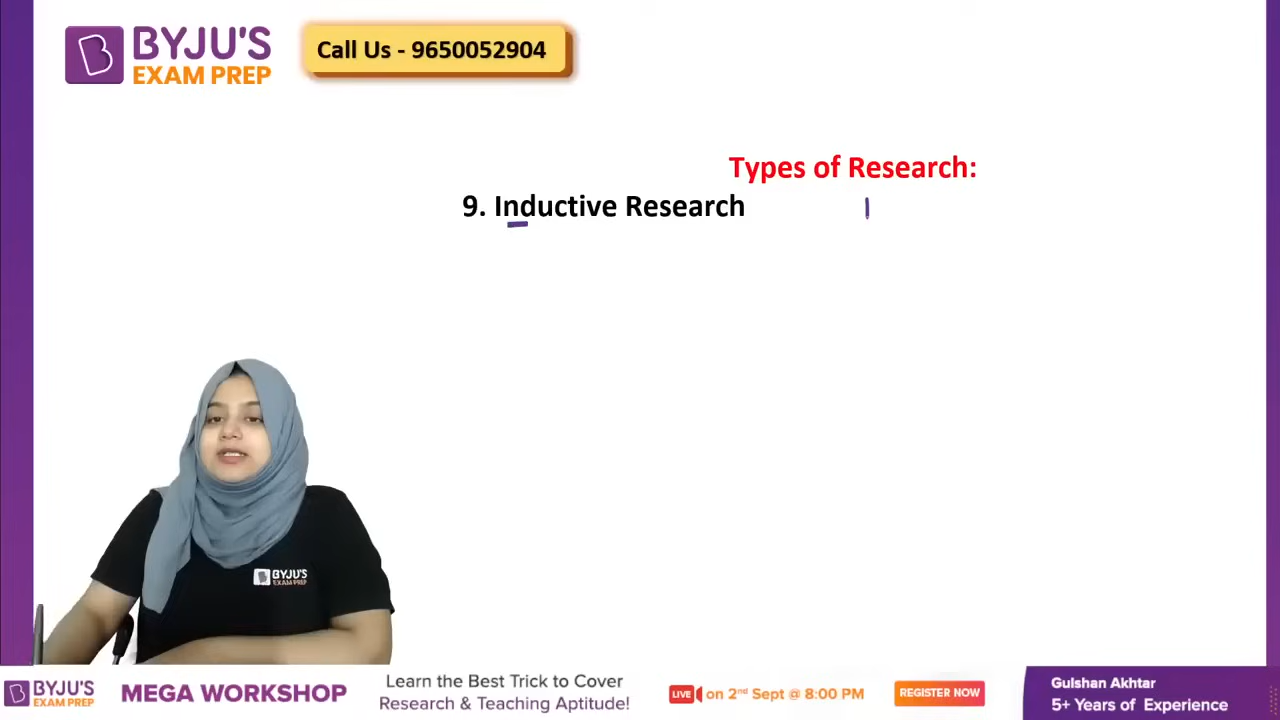 BYJU'S
EXAM PREP
Call Us - 9650052904
Types of Research:
9. Inductive Research
BYJU'S
EXAM PREP
BYJU'S
EXAM PREP
MEGA WORKSHOP
Learn the Best Trick to Cover
Research & Teaching Aptitude!
LIVE on 2nd Sept @ 8:00 PM
REGISTER NOW
Gulshan Akhtar
5+ Years of Experience